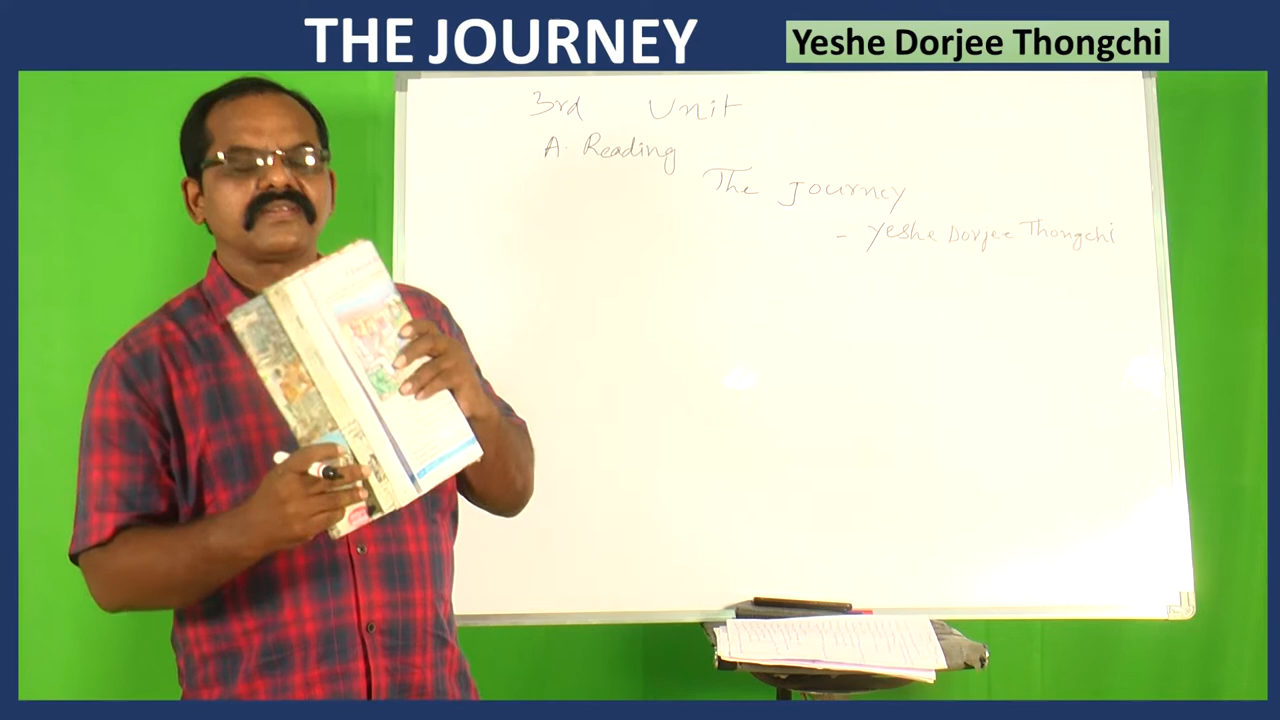 THE JOURNEY
Yeshe Dorjee Thongchi
3rd Unit
A. Reading
The Journey
- Yeshe Dorjee Thongchi